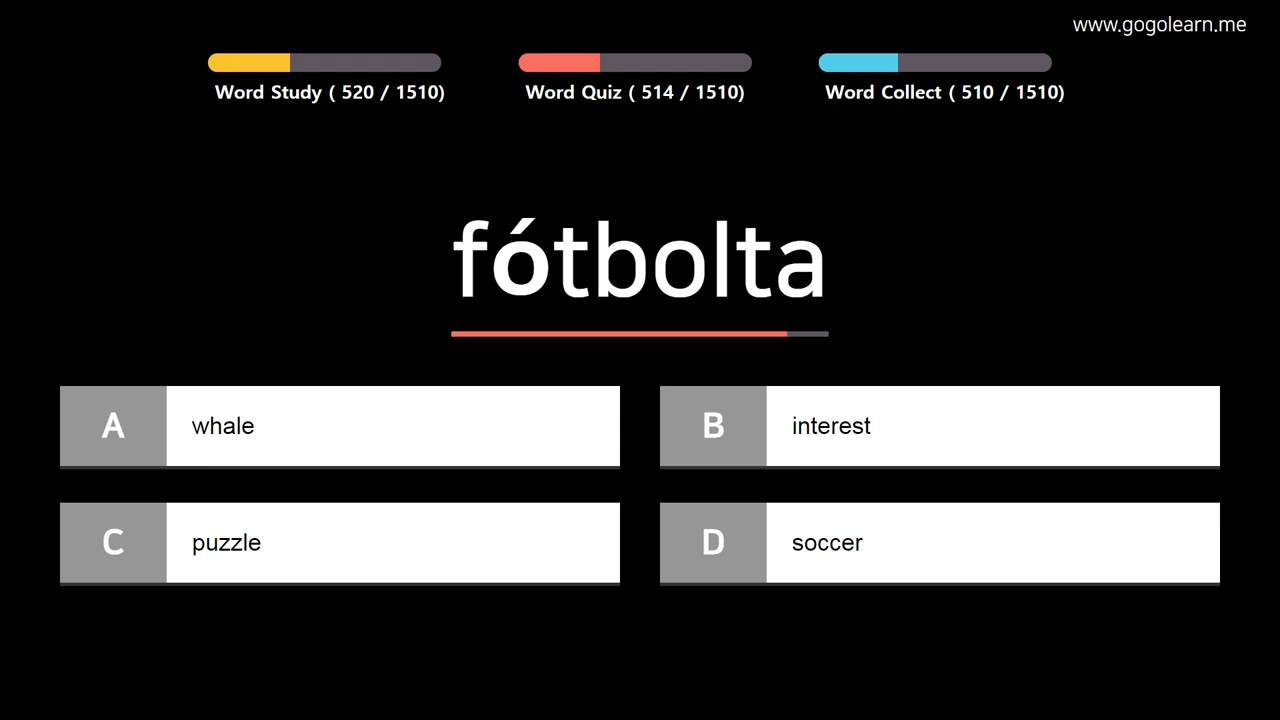 www.gogolearn.me
Word Study ( 520 / 1510)
Word Quiz ( 514 / 1510)
Word Collect ( 510 / 1510)
fótbolta
A whale
B interest
C puzzle
D soccer